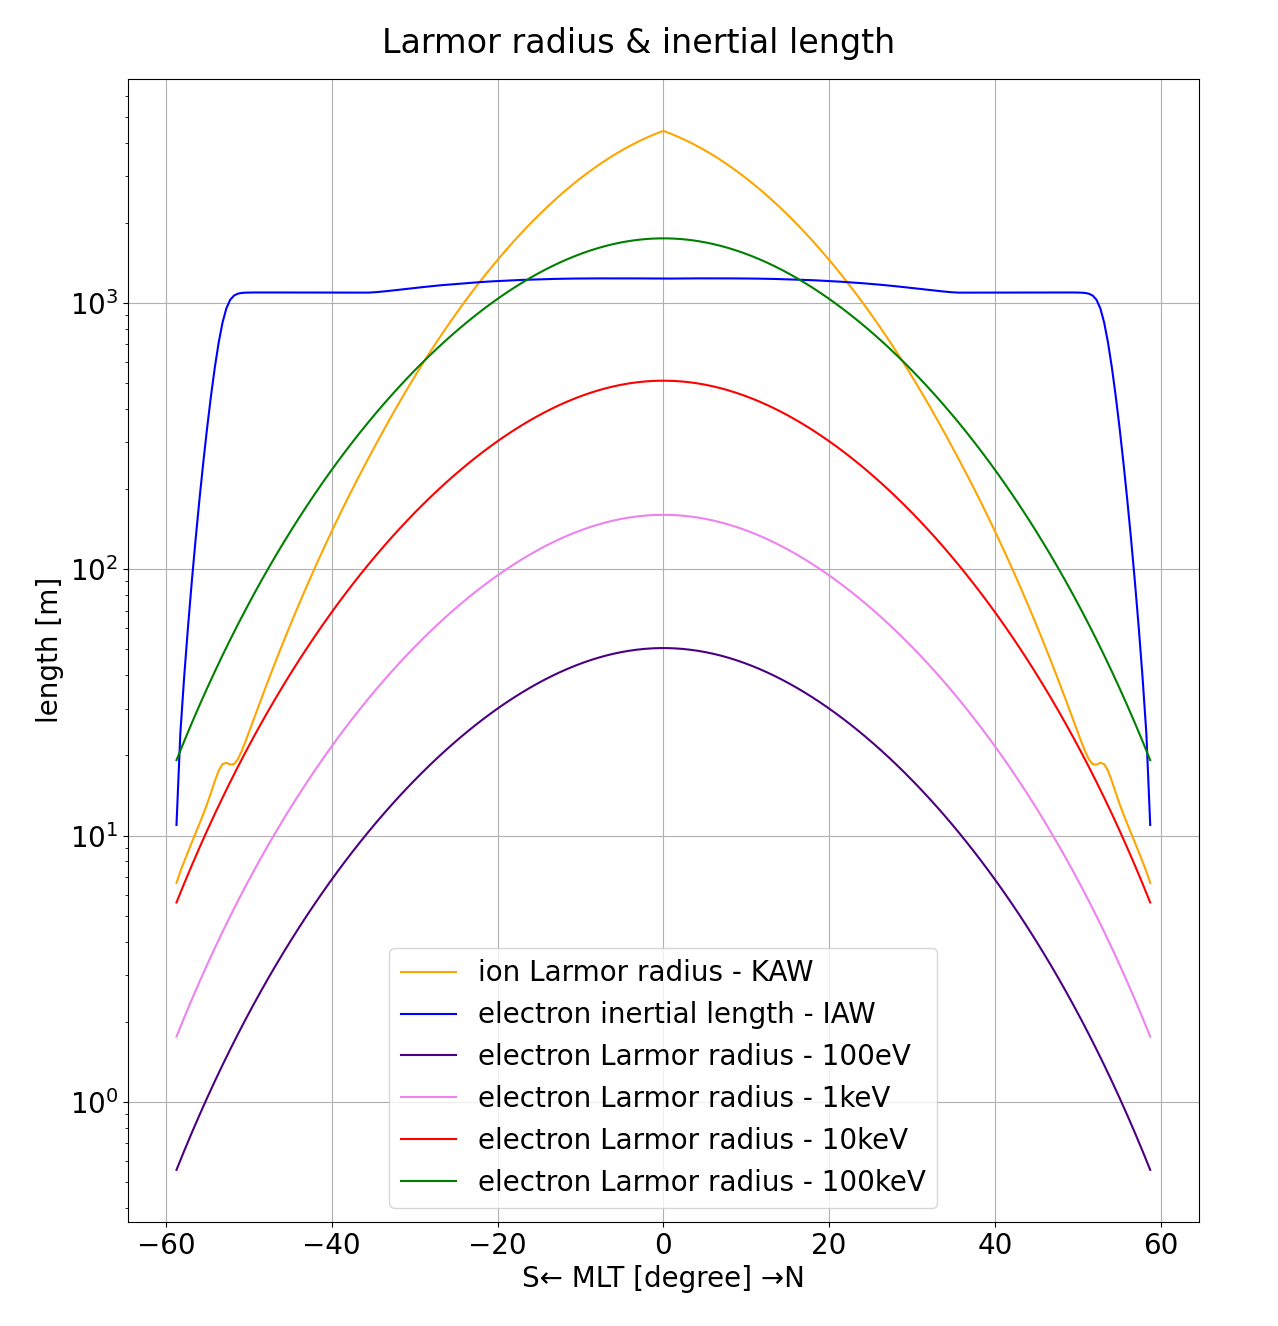 Larmor radius & inertial length
length [m]
10³
10²
10¹
10⁰
ion Larmor radius - KAW
electron inertial length - IAW
electron Larmor radius - 100eV
electron Larmor radius - 1keV
electron Larmor radius - 10keV
electron Larmor radius - 100keV
−60 −40 −20 0 20 40 60
S← MLT [degree] →N